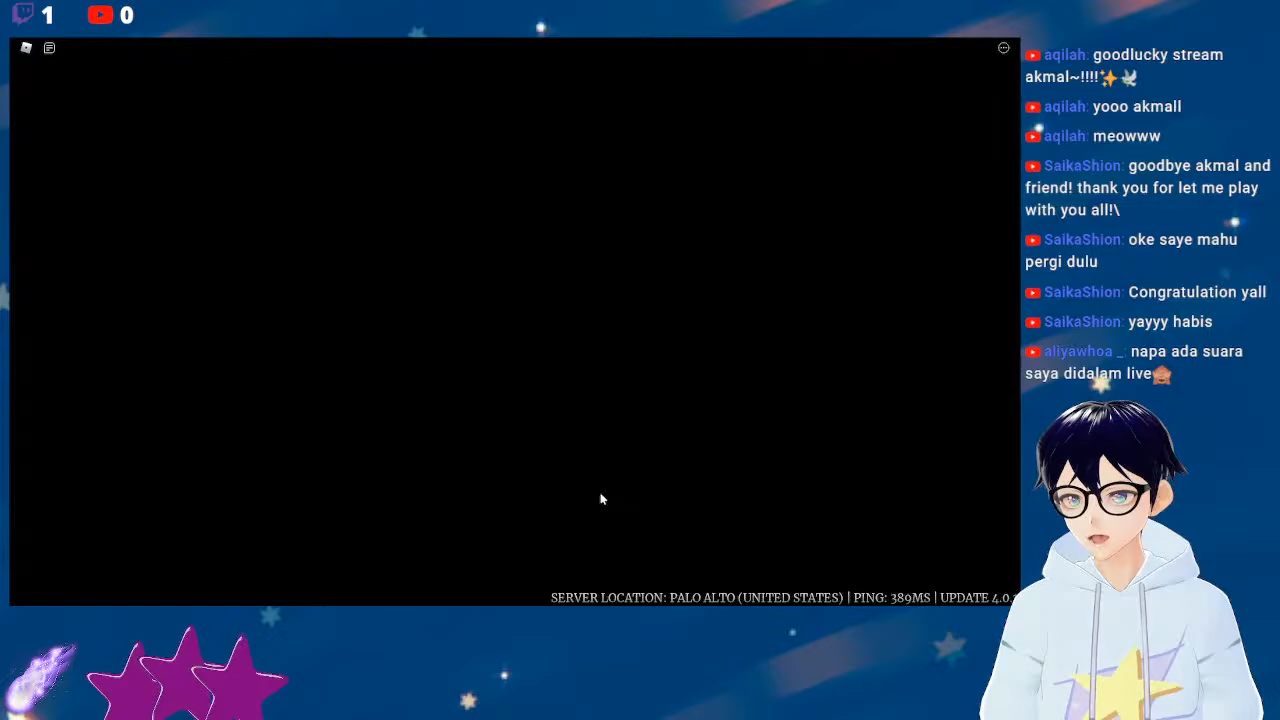 1 0
aqilah: goodlucky stream
akmal~!!!!✨🕊️
aqilah: yooo akmall
aqilah: meowww
SaikaShion: goodbye akmal and
friend! thank you for let me play
with you all!\
SaikaShion: oke saye mahu
pergi dulu
SaikaShion: Congratulation yall
SaikaShion: yayyy habis
aliyawhoa _: napa ada suara
saya didalam live🙈
SERVER LOCATION: PALO ALTO (UNITED STATES) | PING: 389MS | UPDATE 4.0.